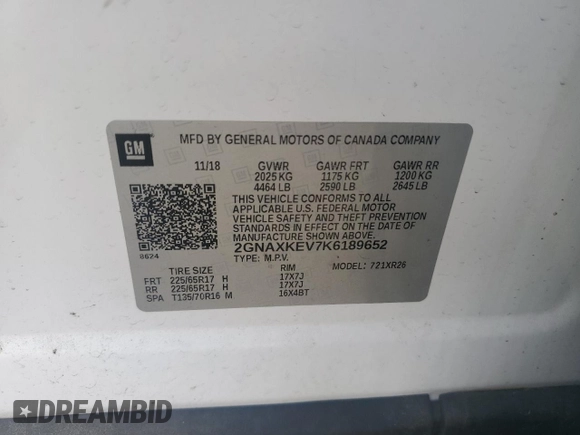 GM
MFD BY GENERAL MOTORS OF CANADA COMPANY
11/18 GVWR GAWR FRT GAWR RR
2025 KG 1175 KG 1200 KG
4464 LB 2590 LB 2645 LB
THIS VEHICLE CONFORMS TO ALL
APPLICABLE U.S. FEDERAL MOTOR
VEHICLE SAFETY AND THEFT PREVENTION
STANDARDS IN EFFECT ON THE DATE OF
MANUFACTURE SHOWN ABOVE.
2GNAXKEV7K6189652
8624 TYPE: M.P.V. MODEL: 721XR26
TIRE SIZE RIM
FRT 225/65R17 H 17X7J
RR 225/65R17 H 17X7J
SPA T135/70R16 M 16X4BT
DREAMBID